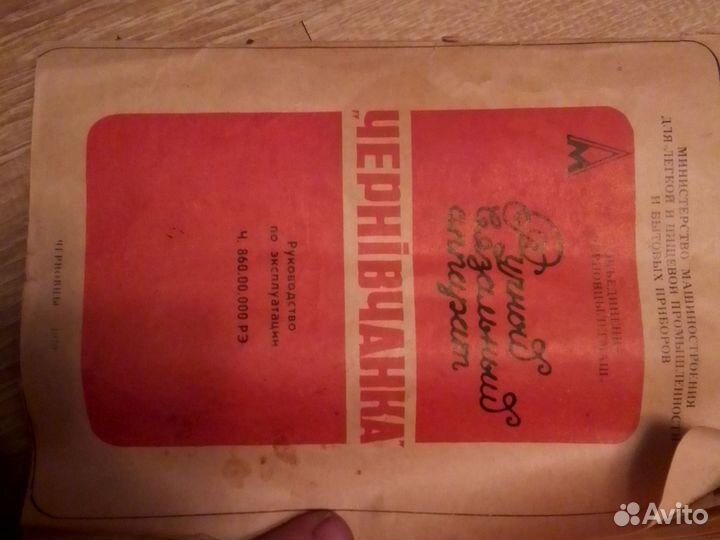 МИНИСТЕРСТВО МАШИНОСТРОЕНИЯ
ДЛЯ ЛЕГКОЙ И ПИЩЕВОЙ ПРОМЫШЛЕННОСТИ
И БЫТОВЫХ ПРИБОРОВ
Ручной
вязальный
аппарат
"ЧЕРНІВЧАНКА"
Руководство
по эксплуатации
Ч. 860.00.000 РЭ
ЧЕРНОВЦЫ
Avito